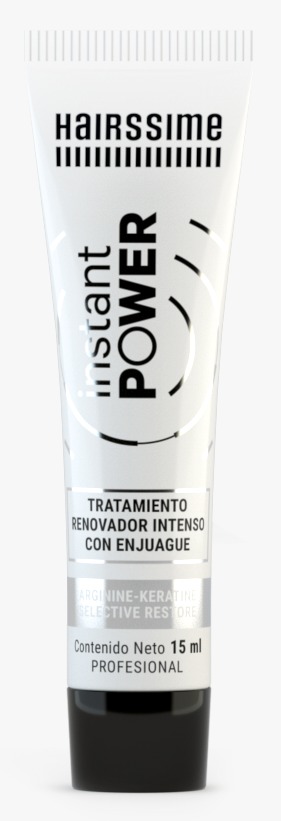 HAIRSSIME
instant
POWER
TRATAMIENTO
RENOVADOR INTENSO
CON ENJUAGUE
ARGININE-KERATINE
SELECTIVE RESTORE
Contenido Neto 15 ml
PROFESIONAL